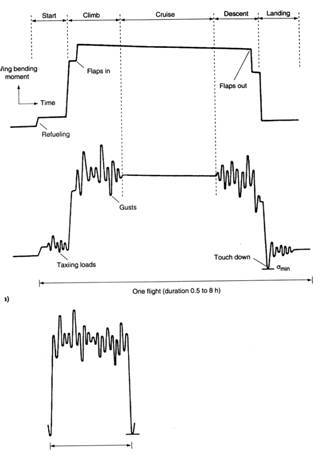 Start Climb Cruise Descent Landing
Wing bending
moment
Flaps in
Time
Flaps out
Refueling
Gusts
Touch down
σmin
Taxiing loads
One flight (duration 0.5 to 8 h)